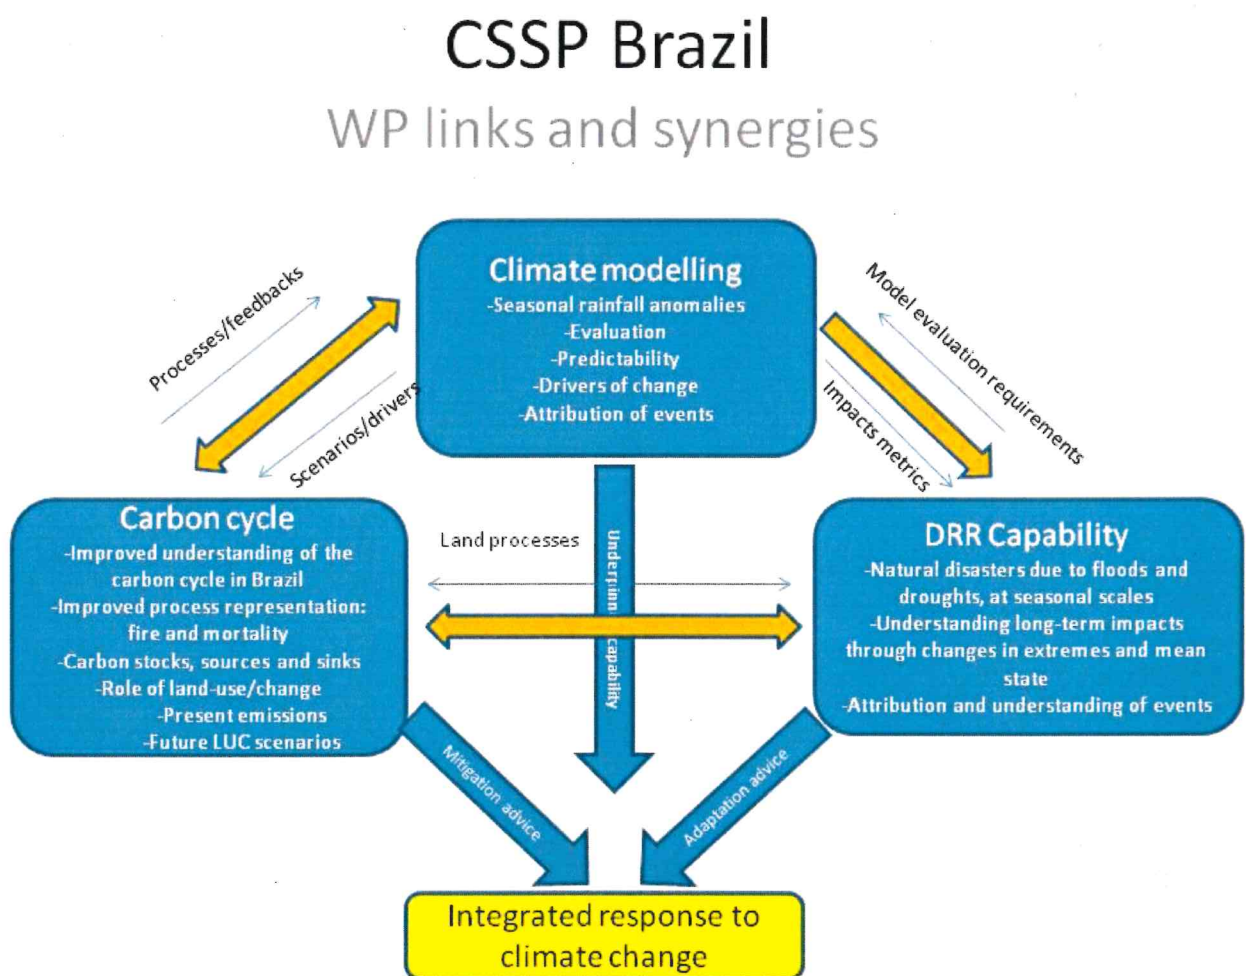 CSSP Brazil
WP links and synergies
Climate modelling
-Seasonal rainfall anomalies
-Evaluation
-Predictability
-Drivers of change
-Attribution of events
Processes/feedbacks
Scenarios/drivers
Model evaluation requirements
Impacts metrics
Carbon cycle
-Improved understanding of the
carbon cycle in Brazil
-Improved process representation:
fire and mortality
-Carbon stocks, sources and sinks
-Role of land-use/change
-Present emissions
-Future LUC scenarios
Land processes
capability
DRR Capability
-Natural disasters due to floods and
droughts, at seasonal scales
-Understanding long-term impacts
through changes in extremes and mean
state
-Attribution and understanding of events
Mitigation advice
Adaptation advice
Integrated response to
climate change